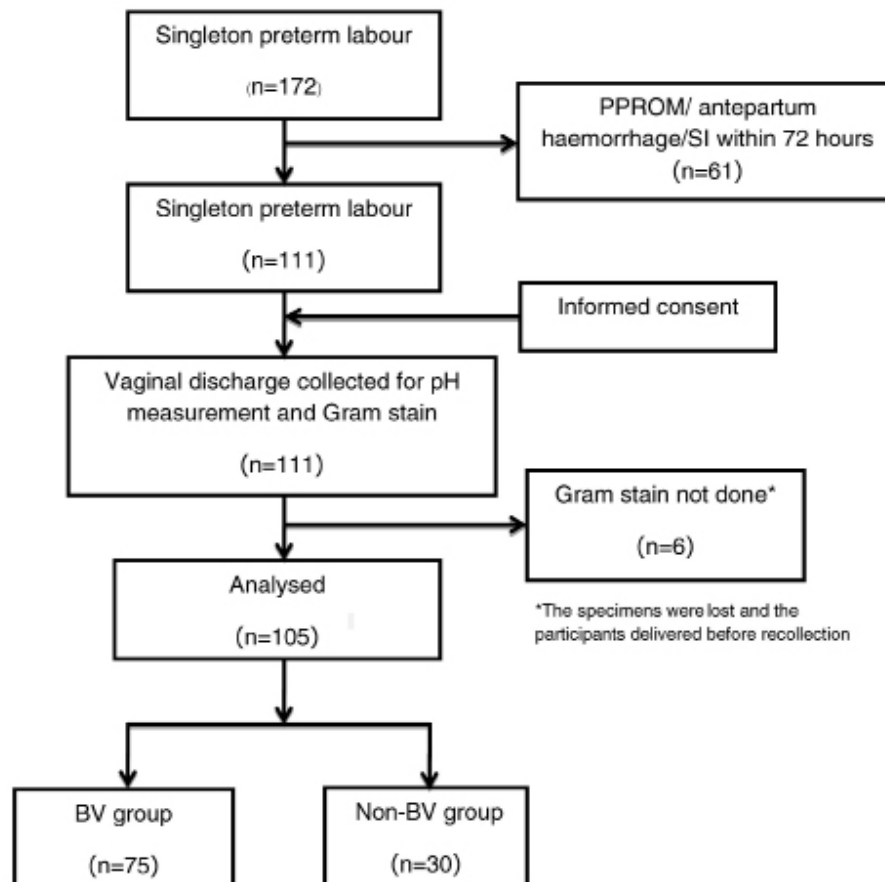 Singleton preterm labour
(n=172)
PPROM/ antepartum
haemorrhage/SI within 72 hours
(n=61)
Singleton preterm labour
(n=111)
Informed consent
Vaginal discharge collected for pH
measurement and Gram stain
(n=111)
Gram stain not done*
(n=6)
*The specimens were lost and the
participants delivered before recollection
Analysed
(n=105)
BV group
(n=75)
Non-BV group
(n=30)